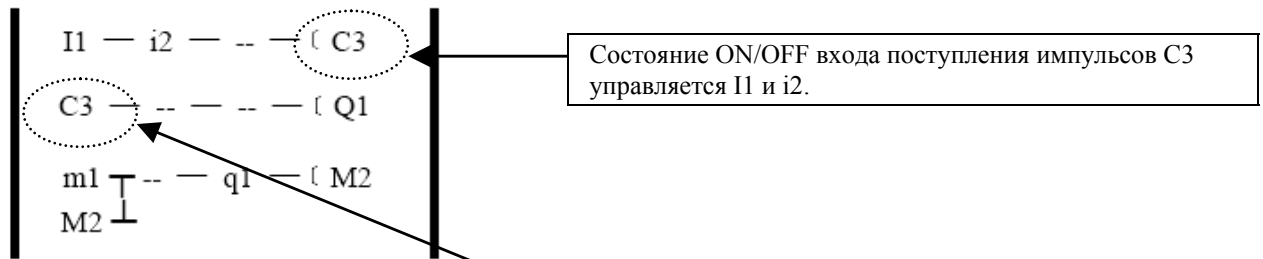 I1 — i2 — -- — ( C3
Состояние ON/OFF входа поступления импульсов C3
управляется I1 и i2.
C3 — -- — -- — ( Q1
m1 -- — q1 — ( M2
M2